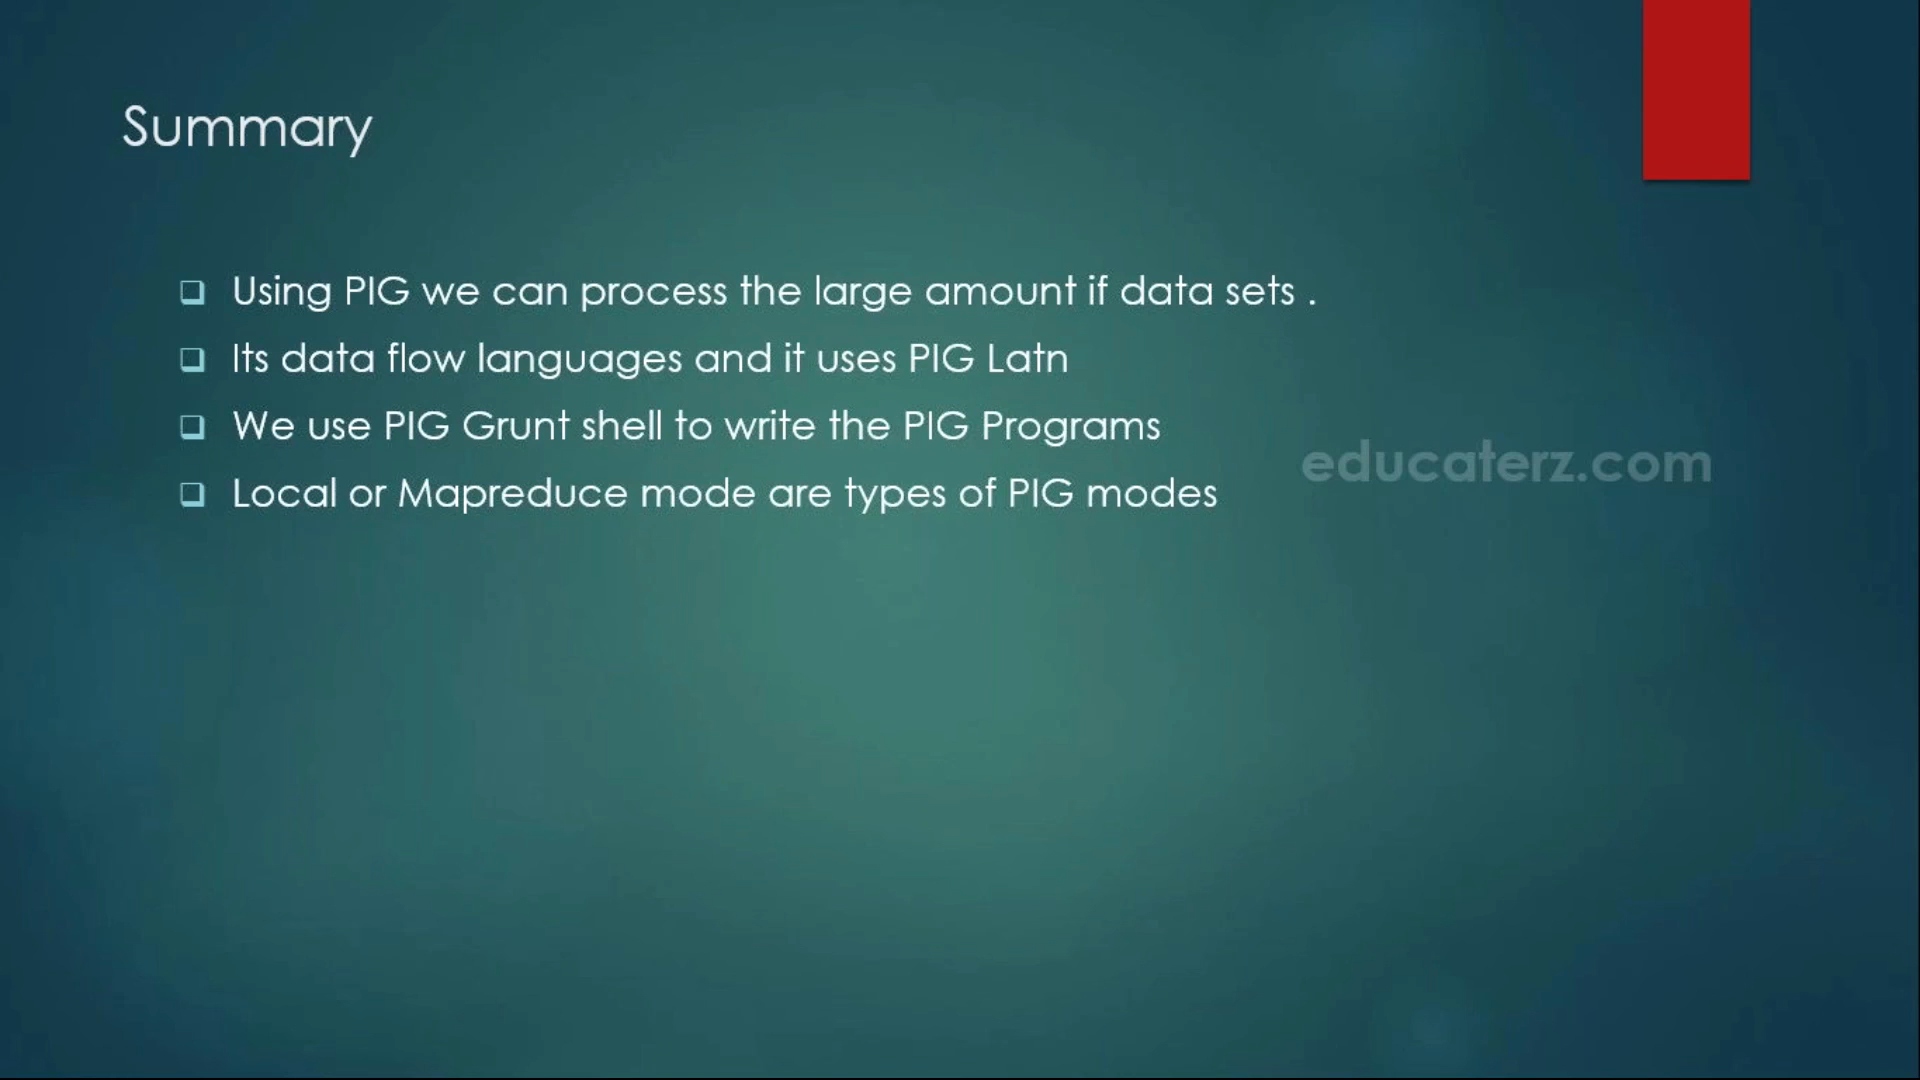 Summary
Using PIG we can process the large amount if data sets .
Its data flow languages and it uses PIG Latn
We use PIG Grunt shell to write the PIG Programs
educaterz.com
Local or Mapreduce mode are types of PIG modes